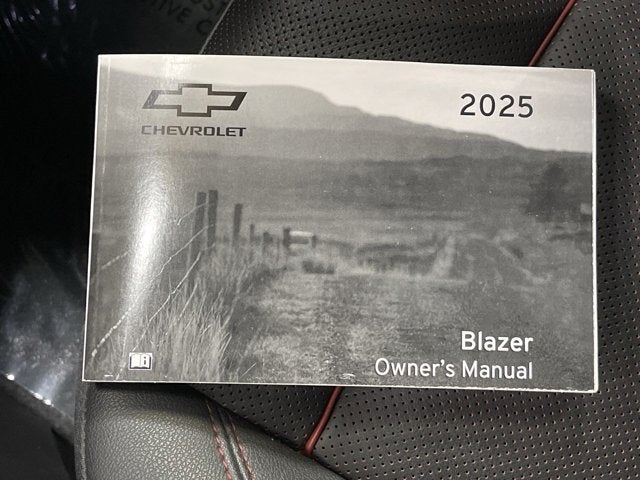 CHEVROLET
2025
Blazer
Owner's Manual